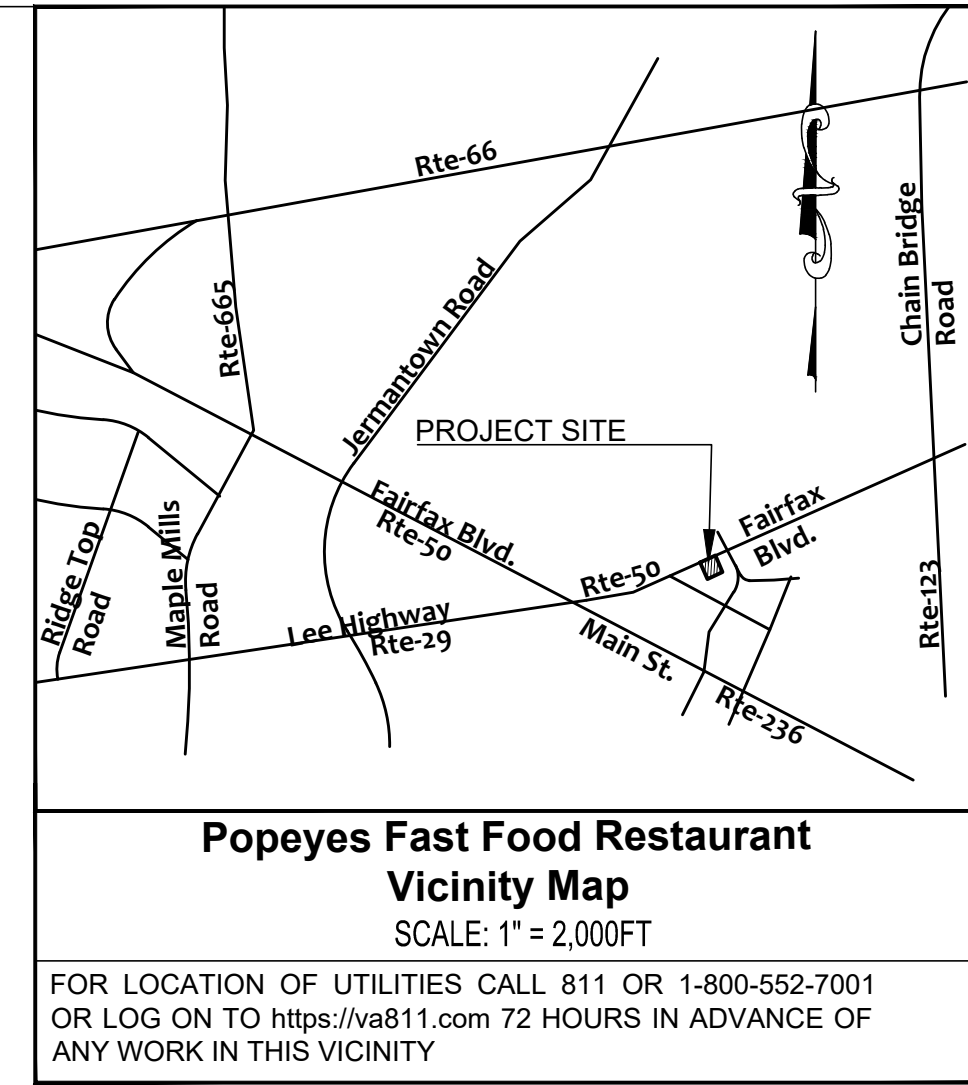 Rte-66
Chain Bridge
Road
Rte-665
Jermantown Road
PROJECT SITE
Fairfax Blvd.
Rte-50
Fairfax
Blvd.
Ridge Top
Road
Maple Mills
Road
Rte-50
Lee Highway
Rte-29
Main St.
Rte-123
Rte-236
Popeyes Fast Food Restaurant
Vicinity Map
SCALE: 1" = 2,000FT
FOR LOCATION OF UTILITIES CALL 811 OR 1-800-552-7001
OR LOG ON TO https://va811.com 72 HOURS IN ADVANCE OF
ANY WORK IN THIS VICINITY